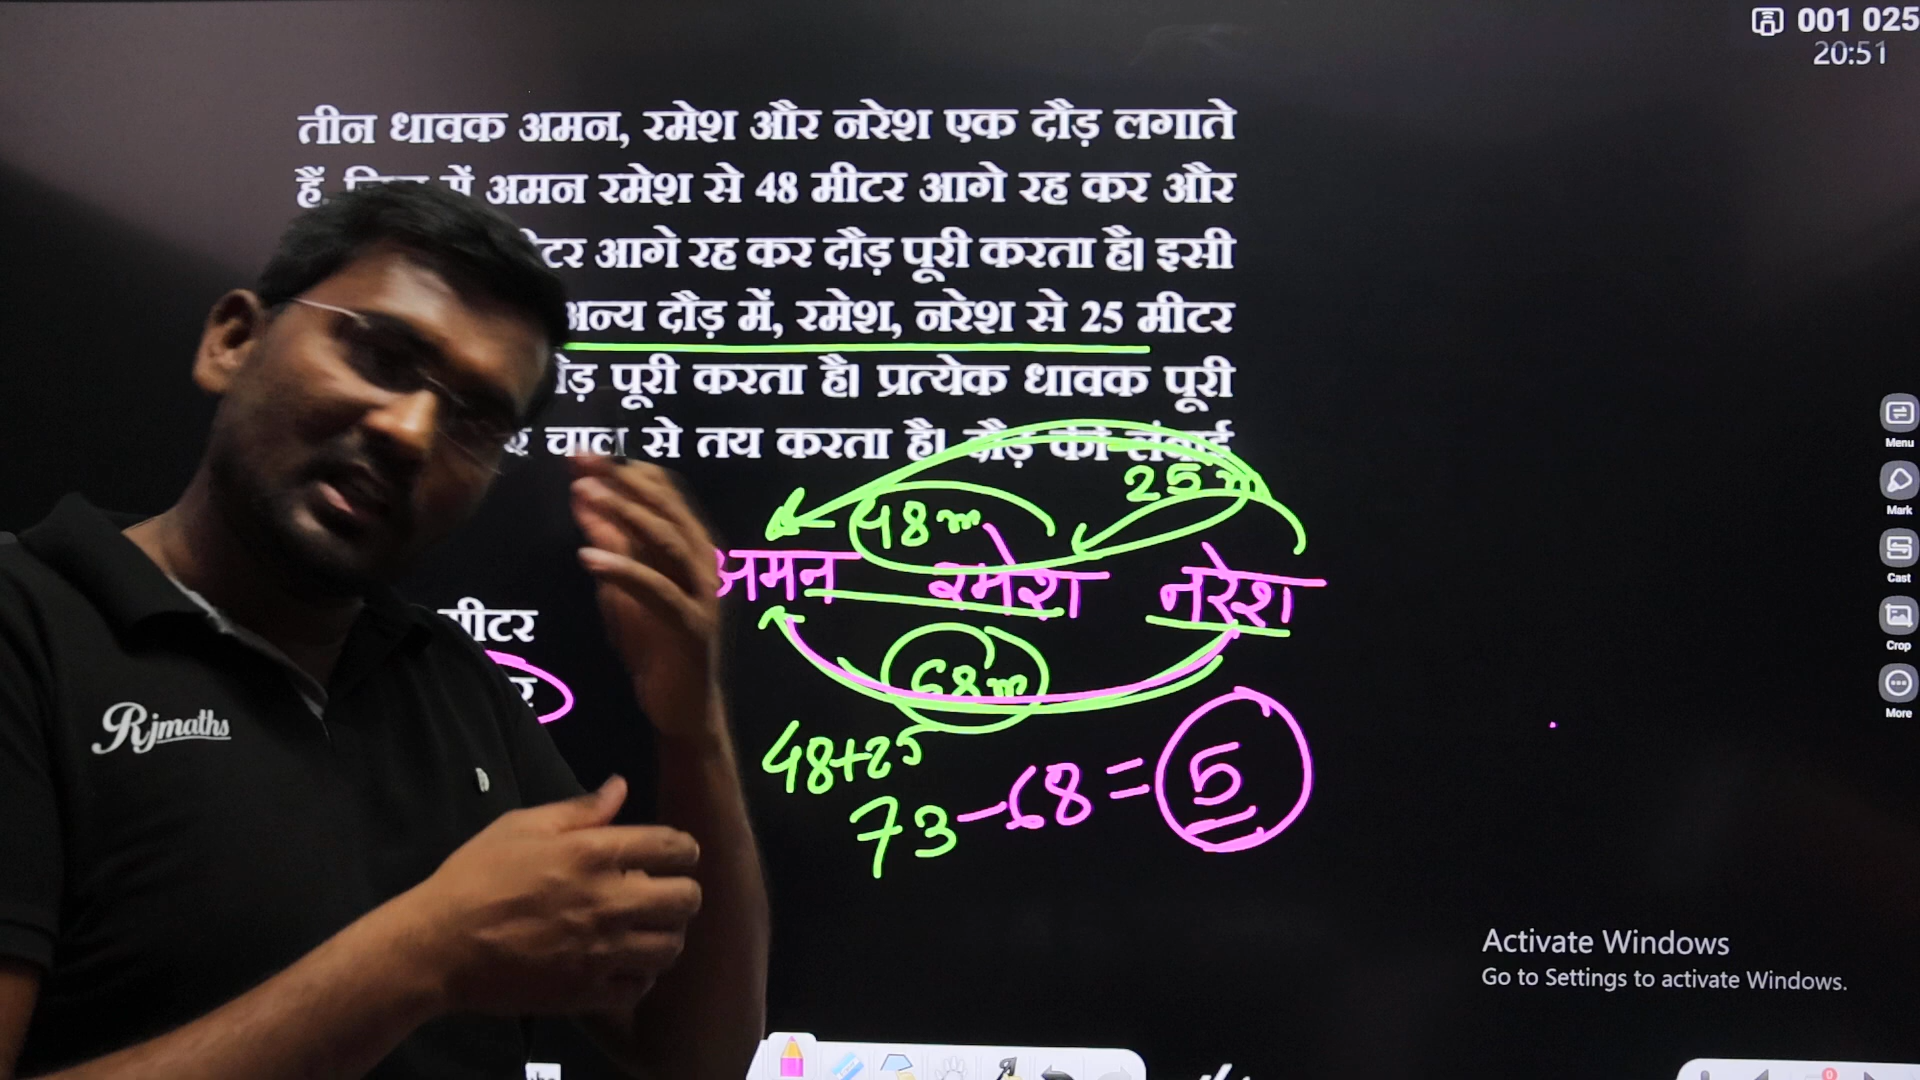 001 025
20:51
तीन धावक अमन, रमेश और नरेश एक दौड़ लगाते
हैं, में अमन रमेश से 48 मीटर आगे रह कर और
टर आगे रह कर दौड़ पूरी करता है। इसी
अन्य दौड़ में, रमेश, नरेश से 25 मीटर
पूरी करता है। प्रत्येक धावक पूरी
चाल से तय करता है। दौड़ की लंबाई
25 m
48 m
अमन रमेश नरेश
मीटर
68 m
र
48+25
73-68=5
Rjmaths
Menu
Mark
Cast
Crop
More
Activate Windows
Go to Settings to activate Windows.